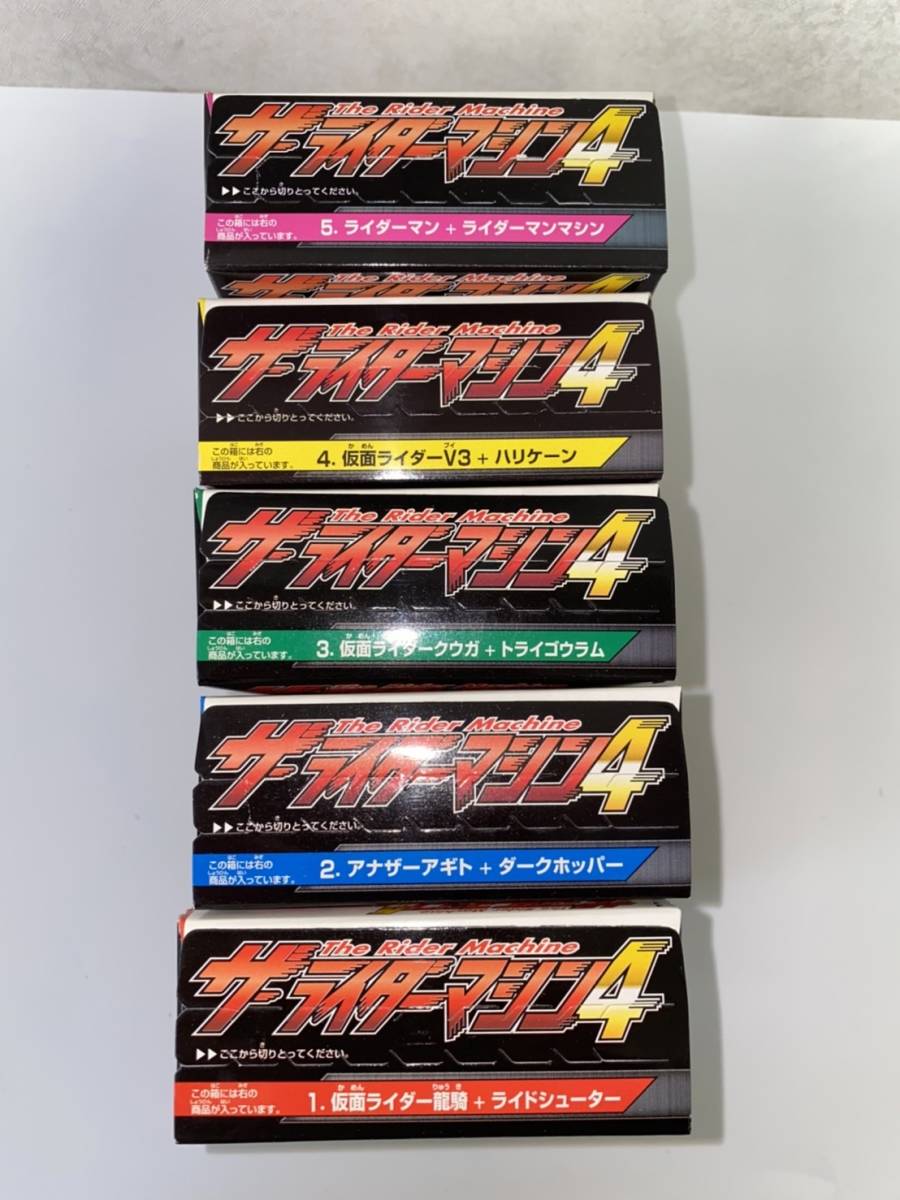 The Rider Machine
ザ・ライダーマシン4
▶▶ここから切りとってください。
この箱には右の
商品が入っています。
5. ライダーマン + ライダーマンマシン
The Rider Machine
ザ・ライダーマシン4
▶▶ここから切りとってください。
この箱には右の
商品が入っています。
4. 仮面ライダーV3 + ハリケーン
The Rider Machine
ザ・ライダーマシン4
▶▶ここから切りとってください。
この箱には右の
商品が入っています。
3. 仮面ライダークウガ + トライゴウラム
The Rider Machine
ザ・ライダーマシン4
▶▶ここから切りとってください。
この箱には右の
商品が入っています。
2. アナザーアギト + ダークホッパー
The Rider Machine
ザ・ライダーマシン4
▶▶ここから切りとってください。
この箱には右の
商品が入っています。
1. 仮面ライダー龍騎 + ライドシューター